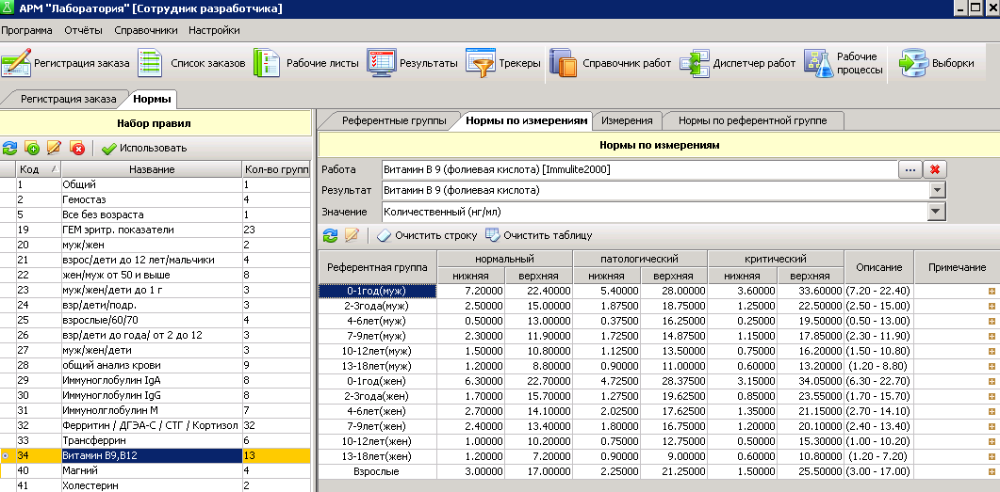 АРМ "Лаборатория" [Сотрудник разработчика]
Программа Отчёты Справочники Настройки
Регистрация заказа Список заказов Рабочие листы Результаты Трекеры Справочник работ Диспетчер работ Рабочие процессы Выборки
Регистрация заказа Нормы
Набор правил
Использовать
Код Название Кол-во групп
1 Общий 1
2 Гемостаз 4
5 Все без возраста 1
19 ГЕМ эритр. показатели 23
20 муж/жен 2
21 взрос/дети до 12 лет/мальчики 4
22 жен/муж от 50 и выше 8
23 муж/жен/дети до 1 г 3
24 взр/дети/подр. 3
25 взрослые/60/70 4
26 взр/дети до года/ от 2 до 12 3
27 муж/жен/дети 3
28 общий анализ крови 9
29 Иммуноглобулин IgA 8
30 Иммуноглобулин IgG 8
31 Иммунолглобулин М 7
32 Ферритин / ДГЭА-С / СТГ / Кортизол 32
33 Трансферрин 6
34 Витамин В9,В12 13
40 Магний 4
41 Холестерин 2
Референтные группы Нормы по измерениям Измерения Нормы по референтной группе
Нормы по измерениям
Работа Витамин В 9 (фолиевая кислота) [Immulite2000] ...
Результат Витамин В 9 (фолиевая кислота)
Значение Количественный (нг/мл)
Очистить строку Очистить таблицу
Референтная группа нормальный патологический критический Описание Примечание
нижняя верхняя нижняя верхняя нижняя верхняя
0-1год(муж) 7.20000 22.40000 5.40000 28.00000 3.60000 33.60000 (7.20 - 22.40)
2-3года(муж) 2.50000 15.00000 1.87500 18.75000 1.25000 22.50000 (2.50 - 15.00)
4-6лет(муж) 0.50000 13.00000 0.37500 16.25000 0.25000 19.50000 (0.50 - 13.00)
7-9лет(муж) 2.30000 11.90000 1.72500 14.87500 1.15000 17.85000 (2.30 - 11.90)
10-12лет(муж) 1.50000 10.80000 1.12500 13.50000 0.75000 16.20000 (1.50 - 10.80)
13-18лет(муж) 1.20000 8.80000 0.90000 11.00000 0.60000 13.20000 (1.20 - 8.80)
0-1год(жен) 6.30000 22.70000 4.72500 28.37500 3.15000 34.05000 (6.30 - 22.70)
2-3года(жен) 1.70000 15.70000 1.27500 19.62500 0.85000 23.55000 (1.70 - 15.70)
4-6лет(жен) 2.70000 14.10000 2.02500 17.62500 1.35000 21.15000 (2.70 - 14.10)
7-9лет(жен) 2.40000 13.40000 1.80000 16.75000 1.20000 20.10000 (2.40 - 13.40)
10-12лет(жен) 1.00000 10.20000 0.75000 12.75000 0.50000 15.30000 (1.00 - 10.20)
13-18лет(жен) 1.20000 7.20000 0.90000 9.00000 0.60000 10.80000 (1.20 - 7.20)
Взрослые 3.00000 17.00000 2.25000 21.25000 1.50000 25.50000 (3.00 - 17.00)